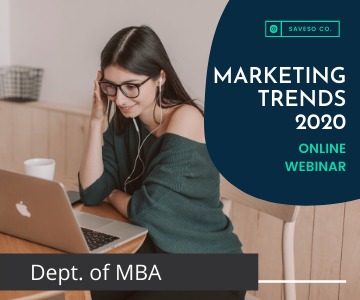 SAVESO CO.
MARKETING
TRENDS
2020
ONLINE
WEBINAR
Dept. of MBA